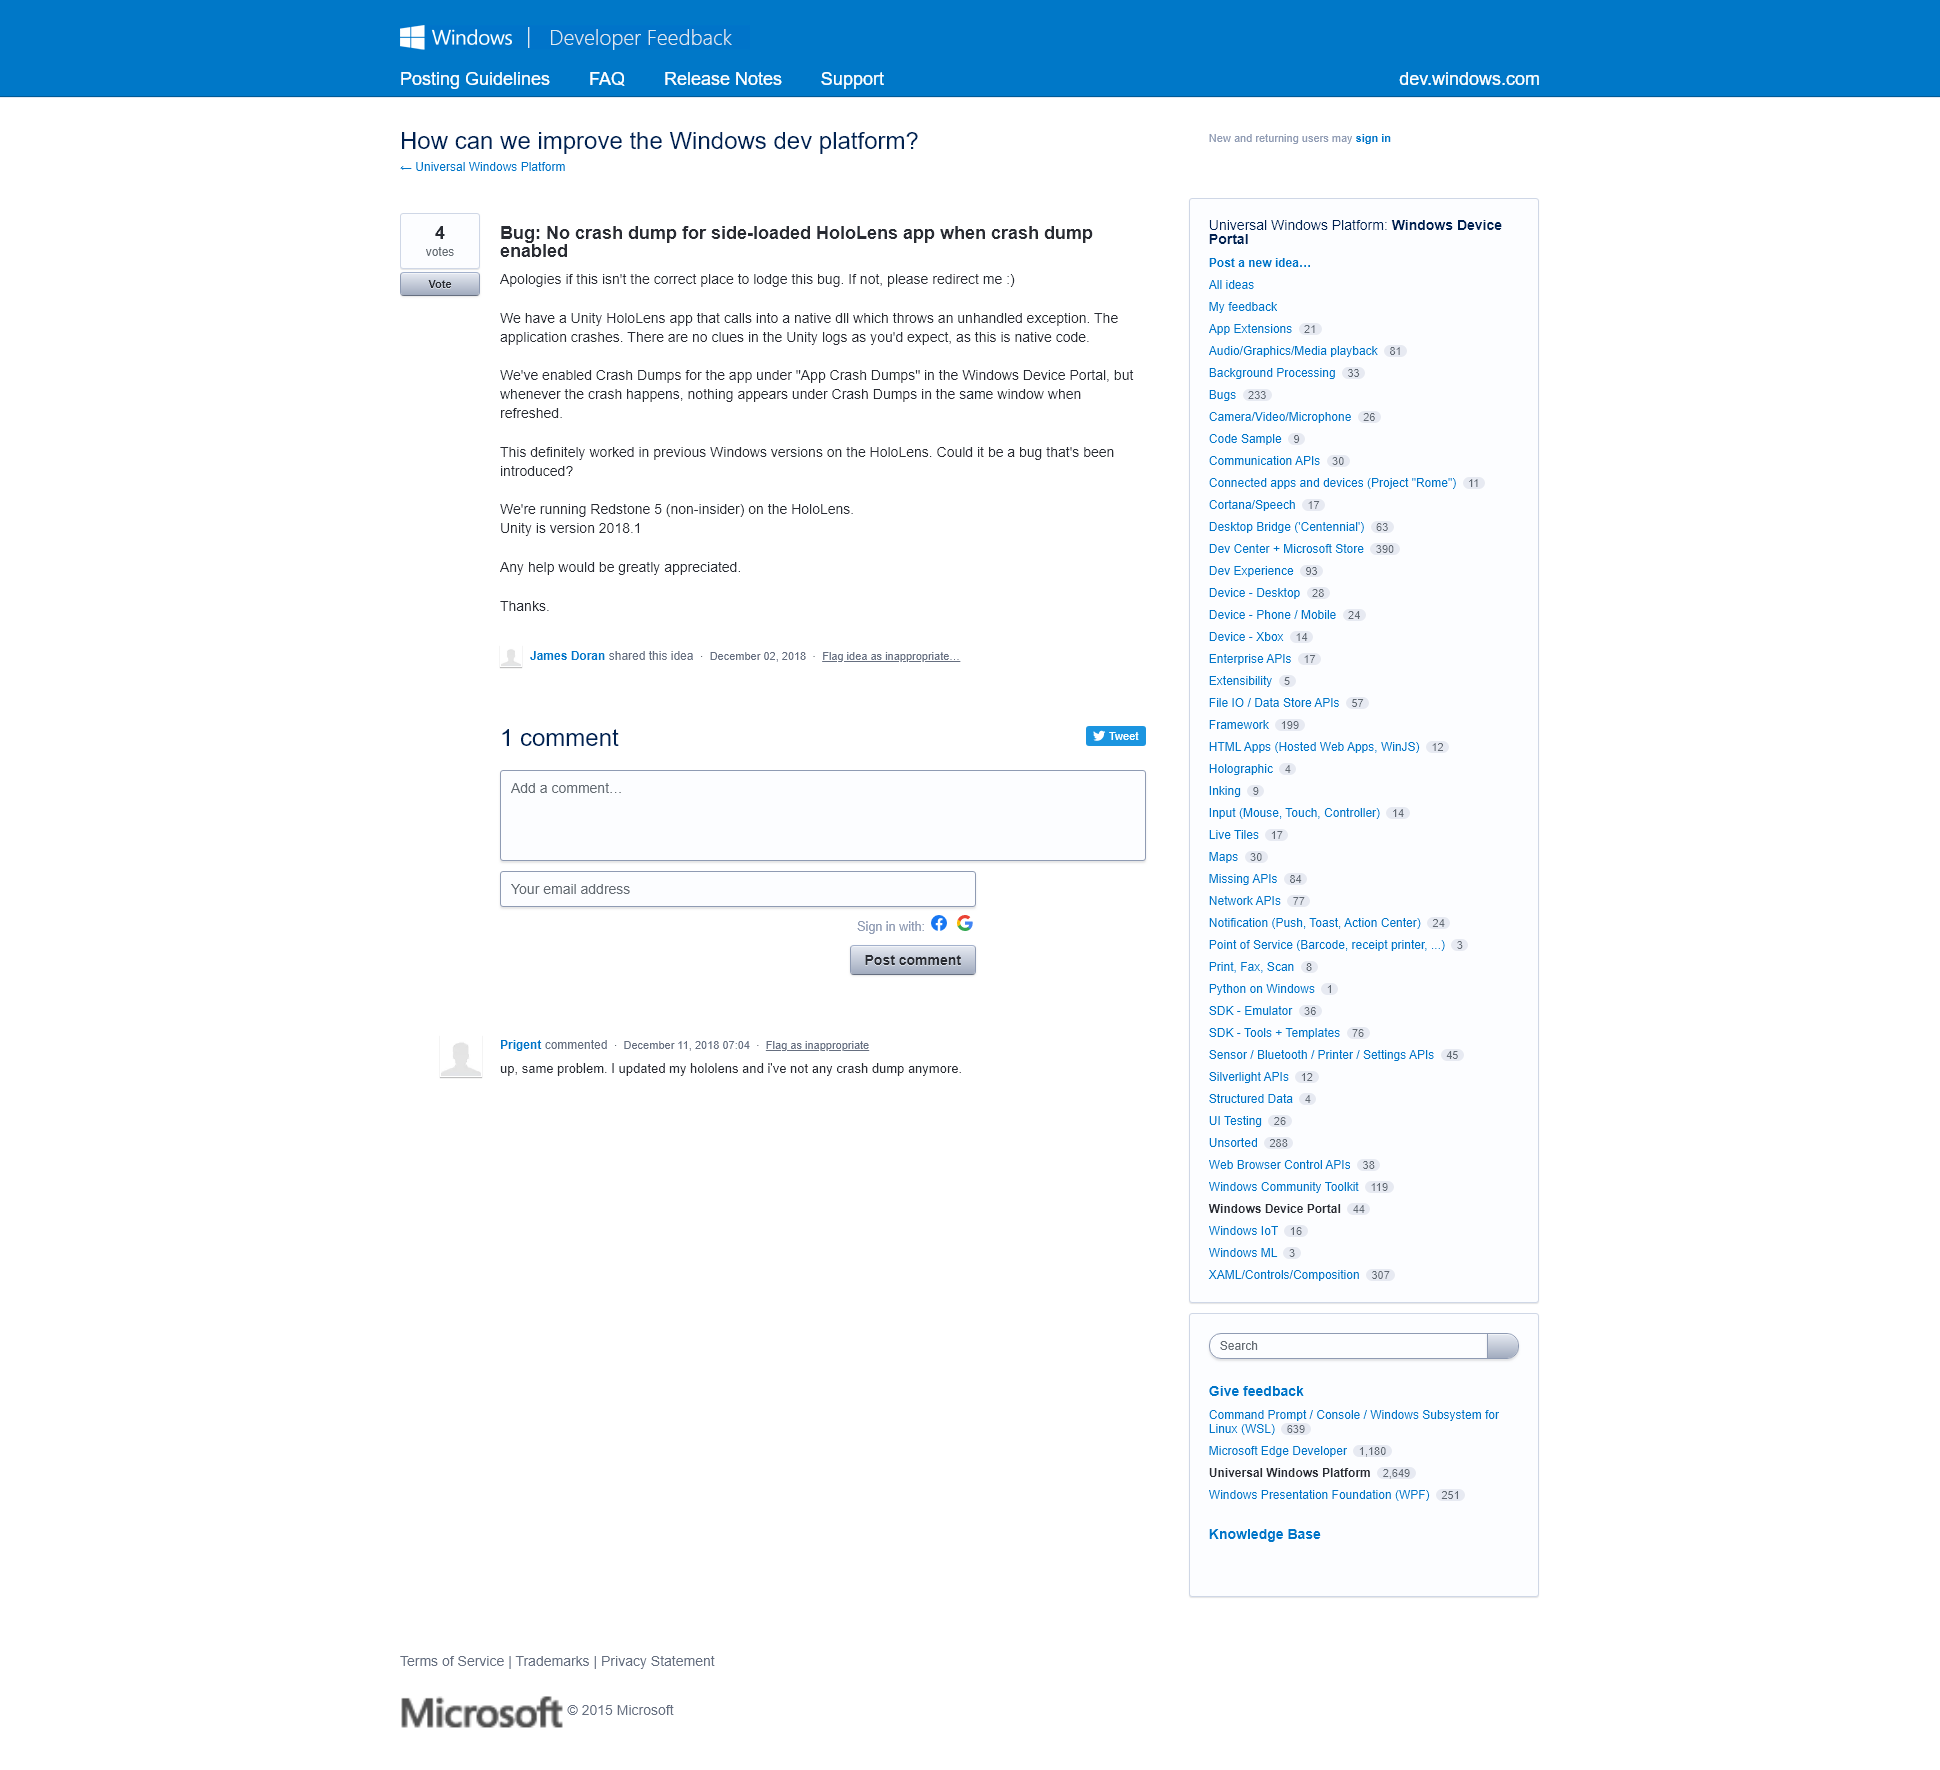 Windows | Developer Feedback
Posting Guidelines FAQ Release Notes Support dev.windows.com
How can we improve the Windows dev platform?
← Universal Windows Platform
New and returning users may sign in
4
votes
Vote
Bug: No crash dump for side-loaded HoloLens app when crash dump
enabled
Apologies if this isn't the correct place to lodge this bug. If not, please redirect me :)
We have a Unity HoloLens app that calls into a native dll which throws an unhandled exception. The
application crashes. There are no clues in the Unity logs as you'd expect, as this is native code.
We've enabled Crash Dumps for the app under "App Crash Dumps" in the Windows Device Portal, but
whenever the crash happens, nothing appears under Crash Dumps in the same window when
refreshed.
This definitely worked in previous Windows versions on the HoloLens. Could it be a bug that's been
introduced?
We're running Redstone 5 (non-insider) on the HoloLens.
Unity is version 2018.1
Any help would be greatly appreciated.
Thanks.
James Doran shared this idea · December 02, 2018 · Flag idea as inappropriate…
1 comment
Tweet
Add a comment…
Your email address
Sign in with:
Post comment
Prigent commented · December 11, 2018 07:04 · Flag as inappropriate
up, same problem. I updated my hololens and i've not any crash dump anymore.
Universal Windows Platform: Windows Device
Portal
Post a new idea…
All ideas
My feedback
App Extensions 21
Audio/Graphics/Media playback 81
Background Processing 33
Bugs 233
Camera/Video/Microphone 26
Code Sample 9
Communication APIs 30
Connected apps and devices (Project "Rome") 11
Cortana/Speech 17
Desktop Bridge ('Centennial') 63
Dev Center + Microsoft Store 390
Dev Experience 93
Device - Desktop 28
Device - Phone / Mobile 24
Device - Xbox 14
Enterprise APIs 17
Extensibility 5
File IO / Data Store APIs 57
Framework 199
HTML Apps (Hosted Web Apps, WinJS) 12
Holographic 4
Inking 9
Input (Mouse, Touch, Controller) 14
Live Tiles 17
Maps 30
Missing APIs 84
Network APIs 77
Notification (Push, Toast, Action Center) 24
Point of Service (Barcode, receipt printer, ...) 3
Print, Fax, Scan 8
Python on Windows 1
SDK - Emulator 36
SDK - Tools + Templates 76
Sensor / Bluetooth / Printer / Settings APIs 45
Silverlight APIs 12
Structured Data 4
UI Testing 26
Unsorted 288
Web Browser Control APIs 38
Windows Community Toolkit 119
Windows Device Portal 44
Windows IoT 16
Windows ML 3
XAML/Controls/Composition 307
Search
Give feedback
Command Prompt / Console / Windows Subsystem for
Linux (WSL) 639
Microsoft Edge Developer 1,180
Universal Windows Platform 2,649
Windows Presentation Foundation (WPF) 251
Knowledge Base
Terms of Service | Trademarks | Privacy Statement
Microsoft © 2015 Microsoft